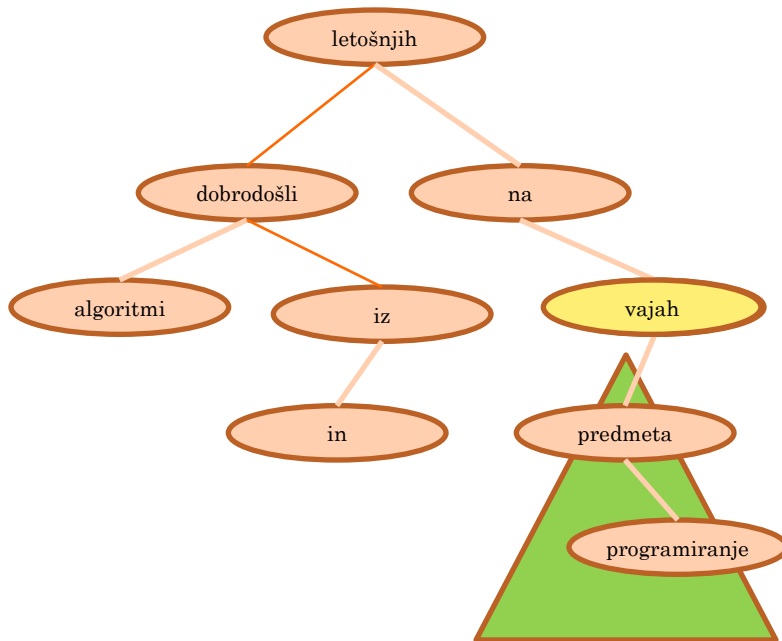 letošnjih
dobrodošli
na
algoritmi
iz
vajah
in
predmeta
programiranje